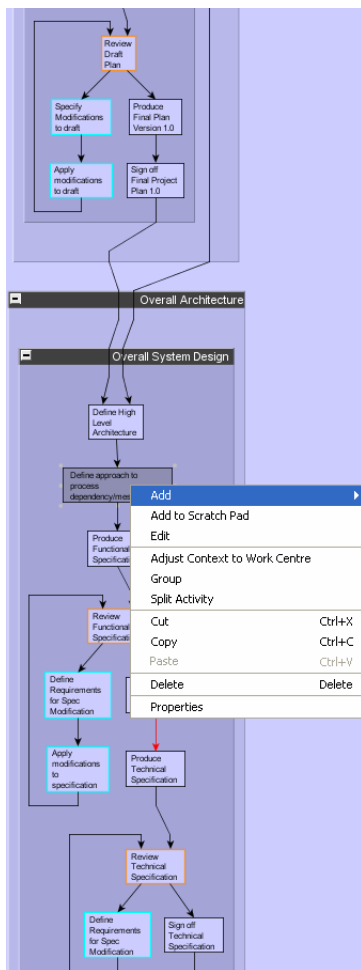 Review
Draft
Plan
Specify
Modifications
to draft
Produce
Final Plan
Version 1.0
Apply
modifications
to draft
Sign off
Final Project
Plan 1.0
Overall Architecture
Overall System Design
Define High
Level
Architecture
Define approach to
process
Add
Add to Scratch Pad
Edit
Adjust Context to Work Centre
Group
Split Activity
Cut Ctrl+X
Copy Ctrl+C
Paste Ctrl+V
Delete Delete
Properties
Produce
Functional
Review
Functional
Define
Requirements
for Spec
Modification
Apply
modifications
to
specification
Produce
Technical
Specification
Review
Technical
Specification
Define
Requirements
for Spec
Modification
Sign off
Technical
Specification